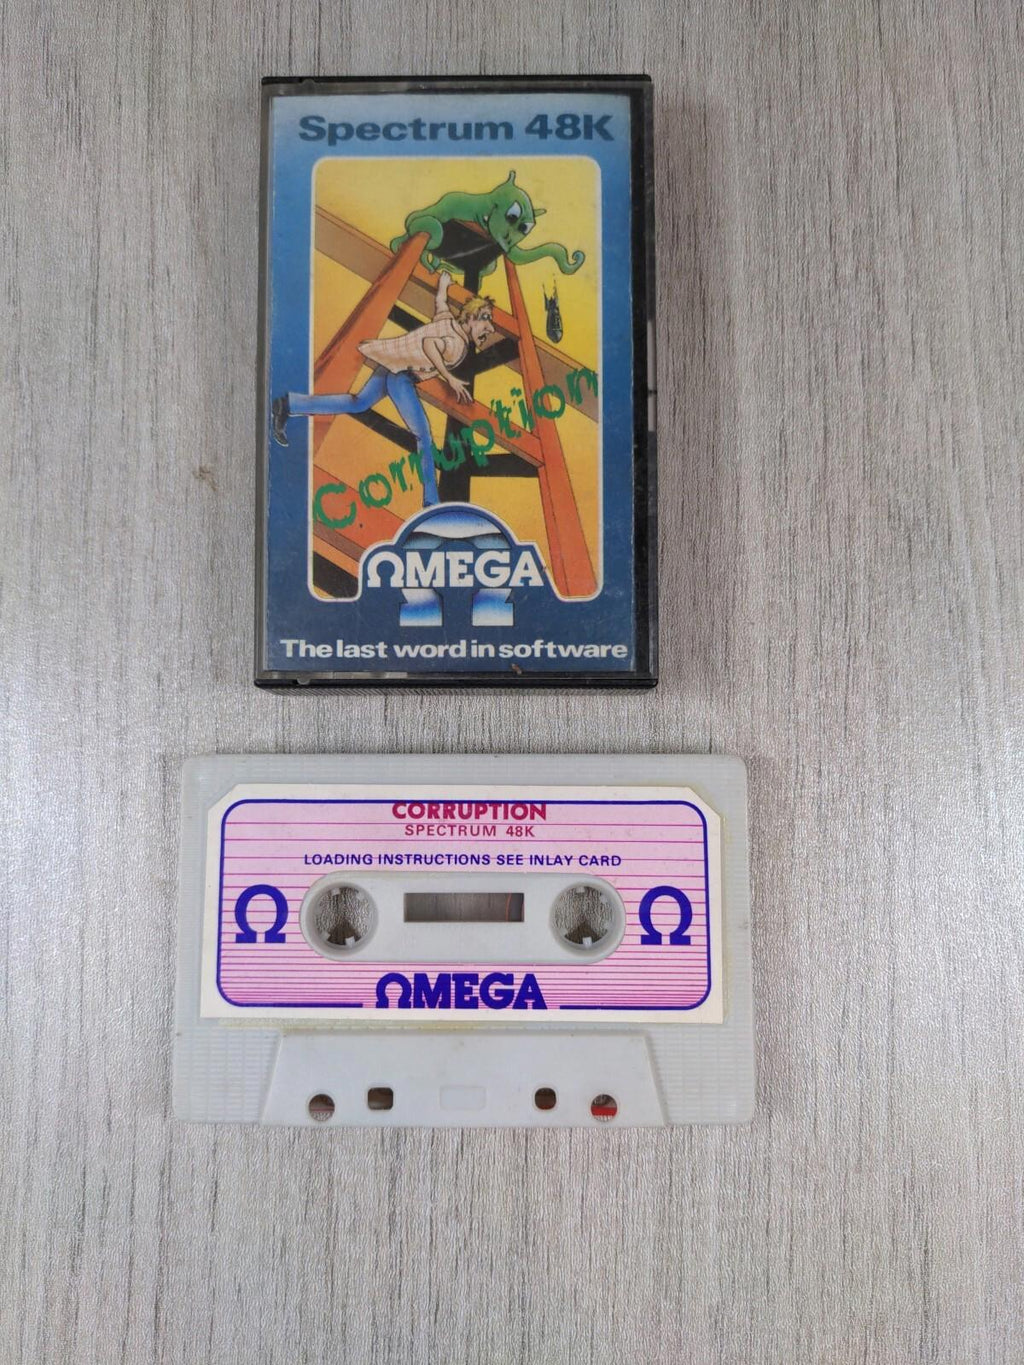 Spectrum 48K
Corruption
ΩMEGA
The last word in software
CORRUPTION
SPECTRUM 48K
LOADING INSTRUCTIONS SEE INLAY CARD
Ω Ω
ΩMEGA